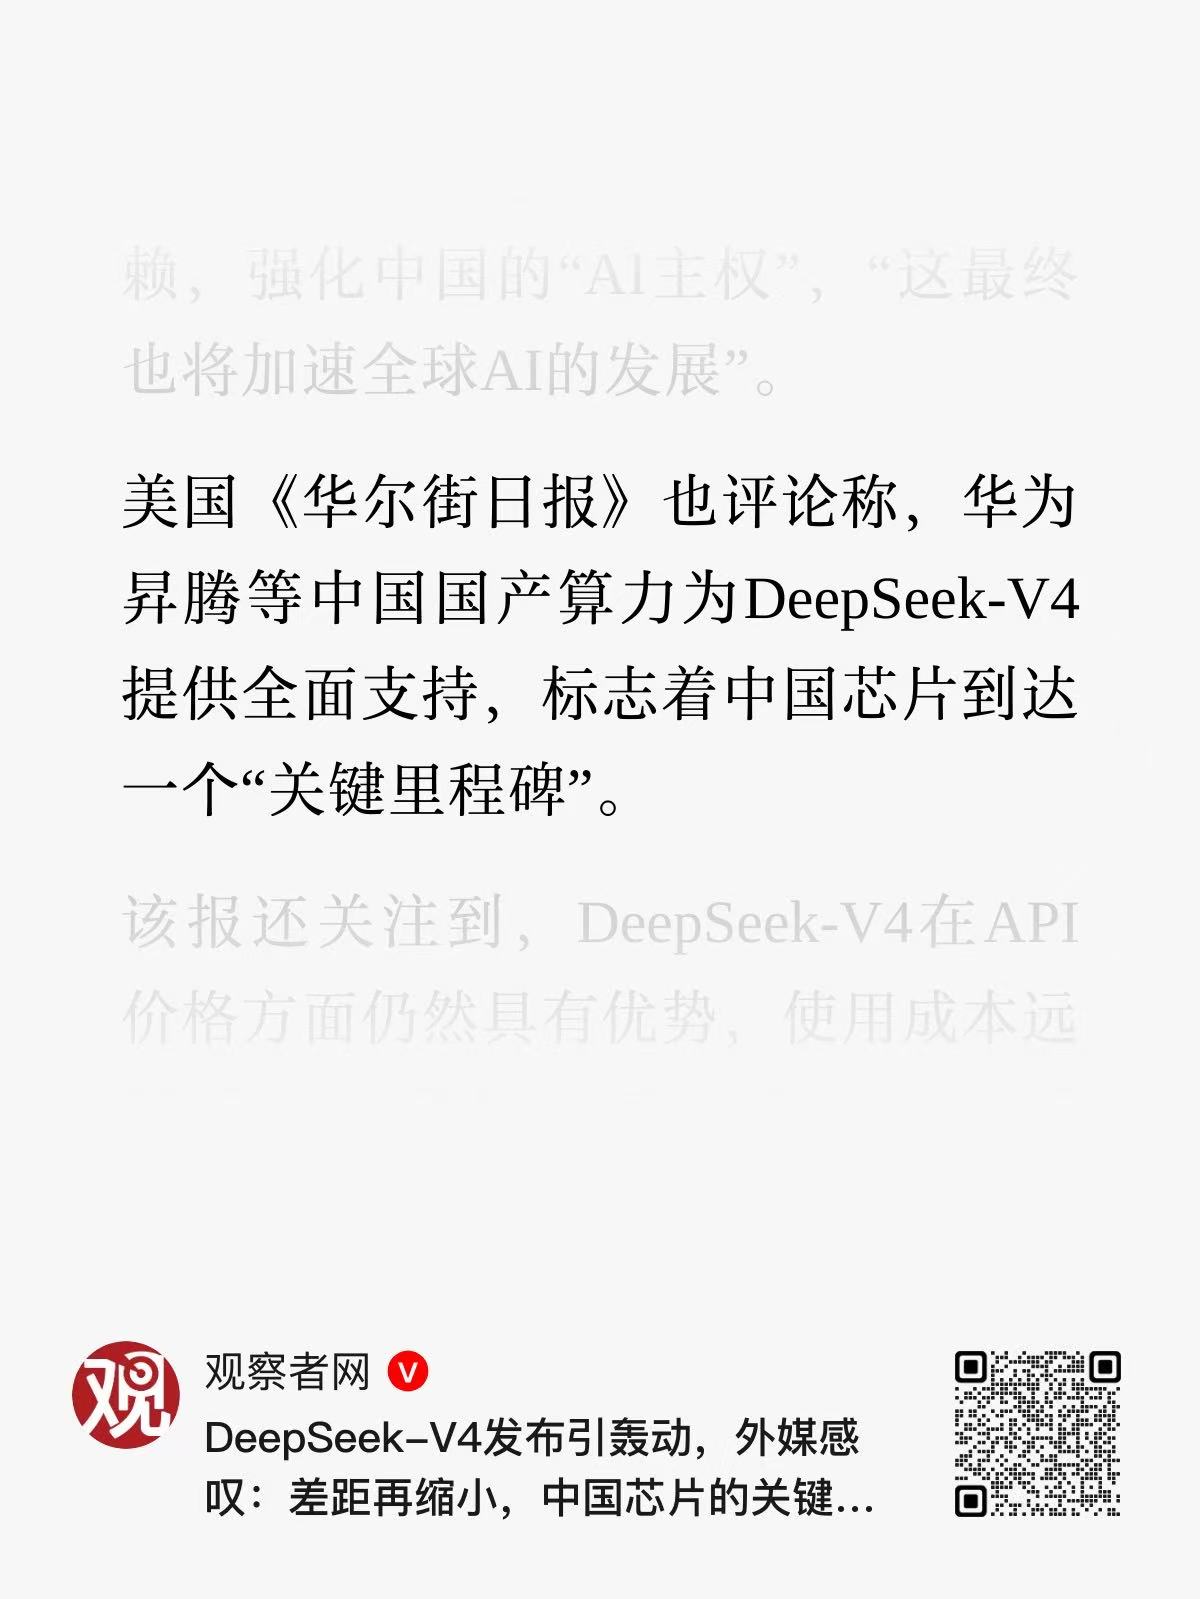 赖，强化中国的“AI主权”，“这最终
也将加速全球AI的发展”。
美国《华尔街日报》也评论称，华为
昇腾等中国国产算力为DeepSeek-V4
提供全面支持，标志着中国芯片到达
一个“关键里程碑”。
该报还关注到，DeepSeek-V4在API
价格方面仍然具有优势，使用成本远
观
观察者网 V
DeepSeek-V4发布引轰动，外媒感
叹：差距再缩小，中国芯片的关键...